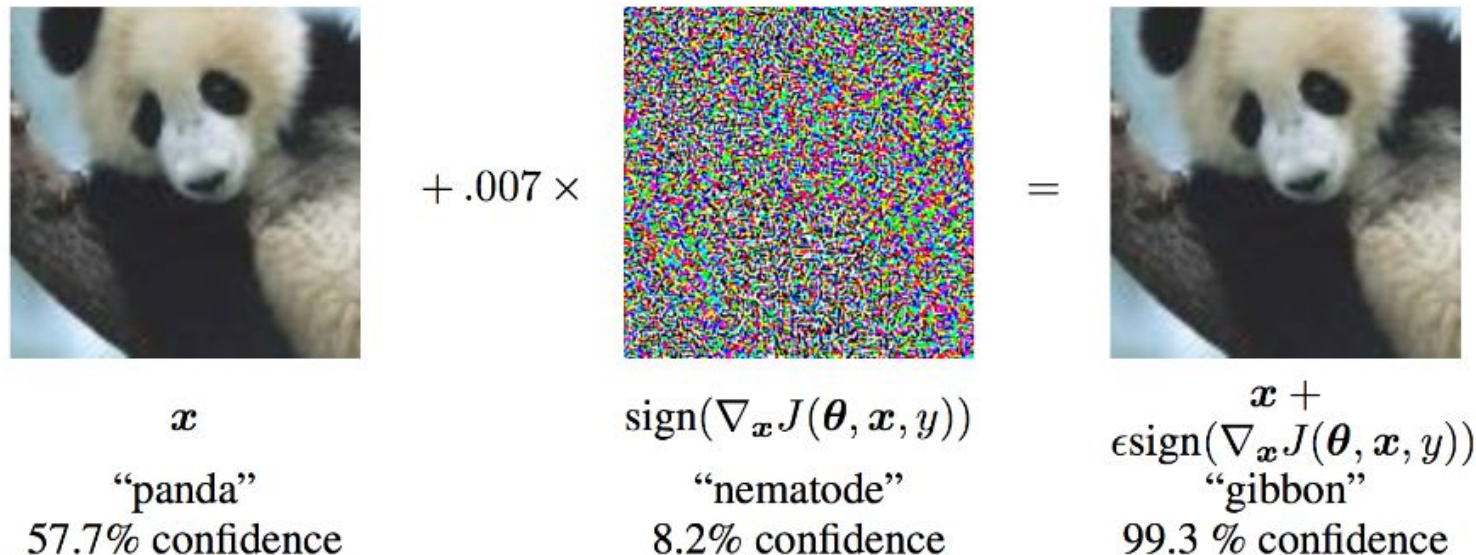 + .007 ×
=
x
sign(∇ₓJ(θ, x, y))
x +
ϵsign(∇ₓJ(θ, x, y))
“panda”
“nematode”
“gibbon”
57.7% confidence
8.2% confidence
99.3 % confidence